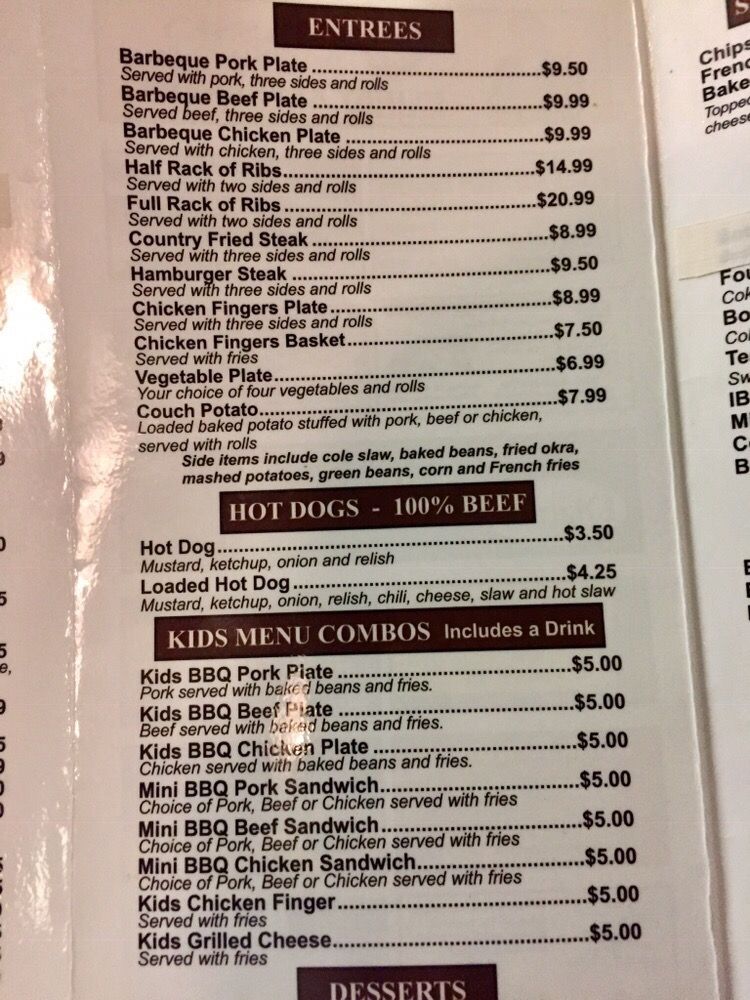 ENTREES
Barbeque Pork Plate ........ $9.50
Served with pork, three sides and rolls
Barbeque Beef Plate ........ $9.99
Served beef, three sides and rolls
Barbeque Chicken Plate ........ $9.99
Served with chicken, three sides and rolls
Half Rack of Ribs........ $14.99
Served with two sides and rolls
Full Rack of Ribs ........ $20.99
Served with two sides and rolls
Country Fried Steak ........ $8.99
Served with three sides and rolls
Hamburger Steak ........ $9.50
Served with three sides and rolls
Chicken Fingers Plate........ $8.99
Served with three sides and rolls
Chicken Fingers Basket........ $7.50
Served with fries
Vegetable Plate........ $6.99
Your choice of four vegetables and rolls
Couch Potato........ $7.99
Loaded baked potato stuffed with pork, beef or chicken,
served with rolls
Side items include cole slaw, baked beans, fried okra,
mashed potatoes, green beans, corn and French fries
HOT DOGS - 100% BEEF
Hot Dog........ $3.50
Mustard, ketchup, onion and relish
Loaded Hot Dog........ $4.25
Mustard, ketchup, onion, relish, chili, cheese, slaw and hot slaw
KIDS MENU COMBOS Includes a Drink
Kids BBQ Pork Plate ........ $5.00
Pork served with baked beans and fries.
Kids BBQ Beef Plate ........ $5.00
Beef served with baked beans and fries.
Kids BBQ Chicken Plate ........ $5.00
Chicken served with baked beans and fries.
Mini BBQ Pork Sandwich........ $5.00
Choice of Pork, Beef or Chicken served with fries
Mini BBQ Beef Sandwich........ $5.00
Choice of Pork, Beef or Chicken served with fries
Mini BBQ Chicken Sandwich........ $5.00
Choice of Pork, Beef or Chicken served with fries
Kids Chicken Finger........ $5.00
Served with fries
Kids Grilled Cheese........ $5.00
Served with fries
DESSERTS
Chips